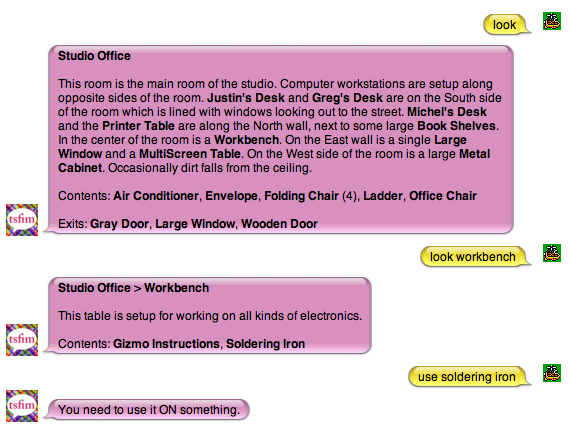 look
Studio Office
This room is the main room of the studio. Computer workstations are setup along
opposite sides of the room. Justin's Desk and Greg's Desk are on the South side
of the room which is lined with windows looking out to the street. Michel's Desk
and the Printer Table are along the North wall, next to some large Book Shelves.
In the center of the room is a Workbench. On the East wall is a single Large
Window and a MultiScreen Table. On the West side of the room is a large Metal
Cabinet. Occasionally dirt falls from the ceiling.
Contents: Air Conditioner, Envelope, Folding Chair (4), Ladder, Office Chair
Exits: Gray Door, Large Window, Wooden Door
tsfim
look workbench
Studio Office > Workbench
This table is setup for working on all kinds of electronics.
Contents: Gizmo Instructions, Soldering Iron
tsfim
use soldering iron
You need to use it ON something.
tsfim